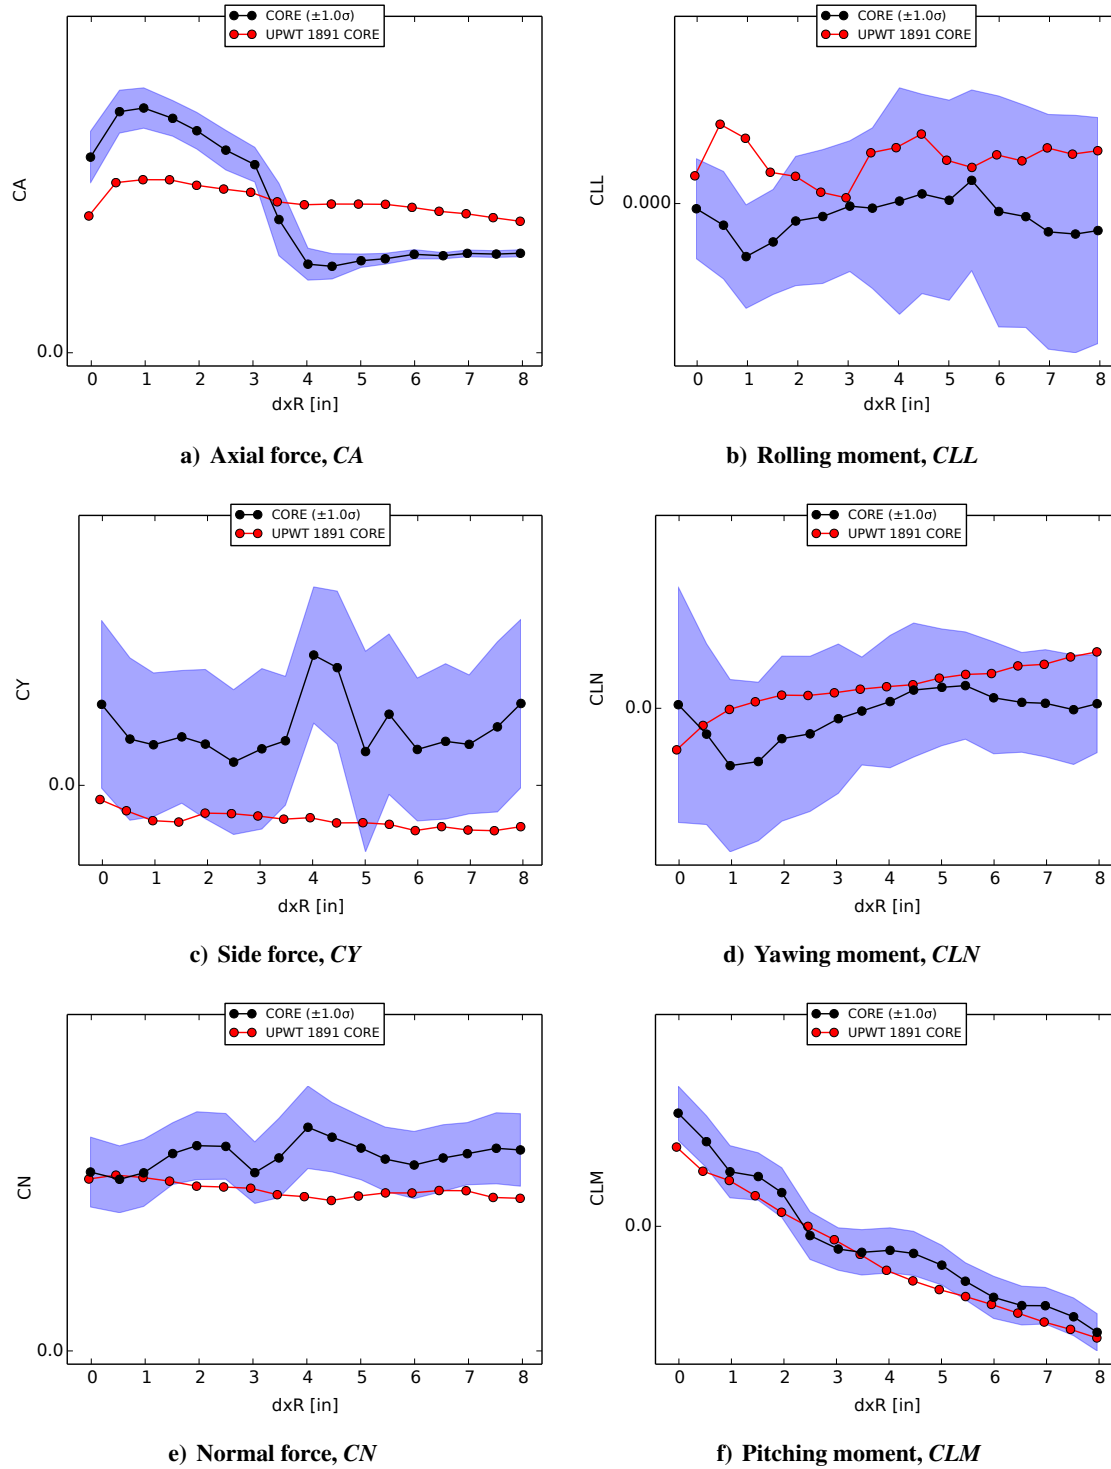 CORE (±1.0σ)
UPWT 1891 CORE
CA
0.0
0 1 2 3 4 5 6 7 8
dxR [in]
a) Axial force, CA
CORE (±1.0σ)
UPWT 1891 CORE
CLL
0.000
0 1 2 3 4 5 6 7 8
dxR [in]
b) Rolling moment, CLL
CORE (±1.0σ)
UPWT 1891 CORE
CY
0.0
0 1 2 3 4 5 6 7 8
dxR [in]
c) Side force, CY
CORE (±1.0σ)
UPWT 1891 CORE
CLN
0.0
0 1 2 3 4 5 6 7 8
dxR [in]
d) Yawing moment, CLN
CORE (±1.0σ)
UPWT 1891 CORE
CN
0.0
0 1 2 3 4 5 6 7 8
dxR [in]
e) Normal force, CN
CORE (±1.0σ)
UPWT 1891 CORE
CLM
0.0
0 1 2 3 4 5 6 7 8
dxR [in]
f) Pitching moment, CLM